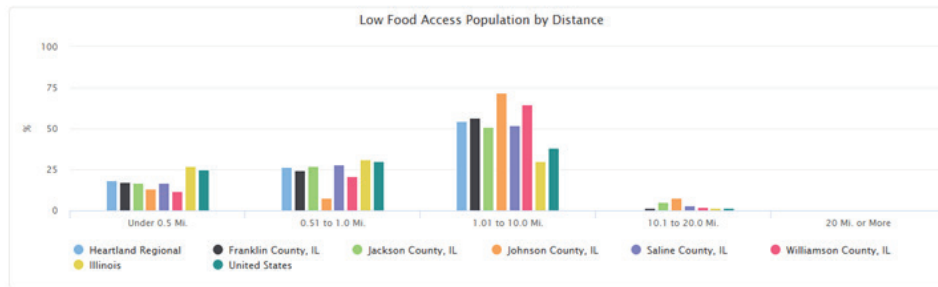 Low Food Access Population by Distance
100
75
50
25
0
%
Under 0.5 Mi.
0.51 to 1.0 Mi.
1.01 to 10.0 Mi.
10.1 to 20.0 Mi.
20 Mi. or More
Heartland Regional
Franklin County, IL
Jackson County, IL
Johnson County, IL
Saline County, IL
Williamson County, IL
Illinois
United States